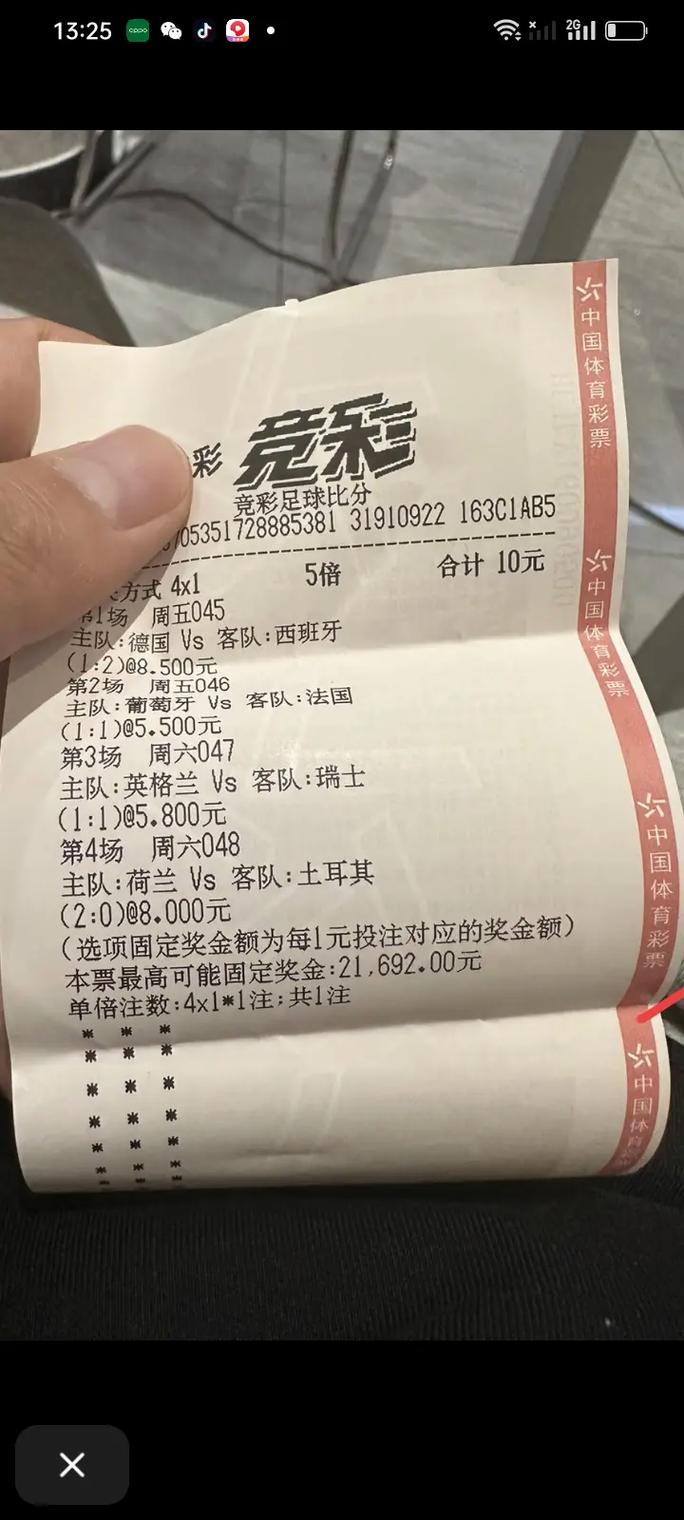 13:25
2G
彩 竞彩
竞彩足球比分
705351728885381 31910922 163C1AB5
方式 4x1 5倍 合计 10元
第1场 周五045
主队:德国 Vs 客队:西班牙
(1:2)@8.500元
第2场 周五046
主队:葡萄牙 Vs 客队:法国
(1:1)@5.500元
第3场 周六047
主队:英格兰 Vs 客队:瑞士
(1:1)@5.800元
第4场 周六048
主队:荷兰 Vs 客队:土耳其
(2:0)@8.000元
(选项固定奖金额为每1元投注对应的奖金额)
本票最高可能固定奖金:21,692.00元
单倍注数:4x1*1注;共1注
中国体育彩票
中国体育彩票
中国体育彩票
中国体育